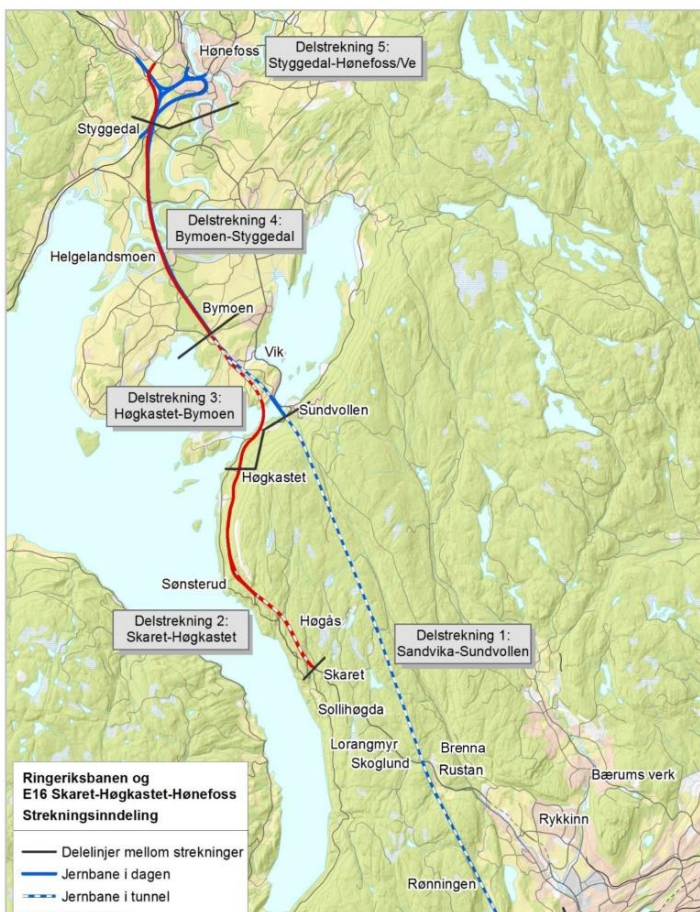 Hønefoss
Delstrekning 5:
Styggedal-Hønefoss/Ve
Styggedal
Delstrekning 4:
Bymoen-Styggedal
Helgelandsmoen
Bymoen
Vik
Delstrekning 3:
Høgkastet-Bymoen
Sundvollen
Høgkastet
Sønsterud
Delstrekning 2:
Skaret-Høgkastet
Høgås
Delstrekning 1:
Sandvika-Sundvollen
Skaret
Sollihøgda
Lorangmyr
Skoglund
Brenna
Rustan
Bærums verk
Rykkinn
Rønningen
Ringeriksbanen og
E16 Skaret-Høgkastet-Hønefoss
Strekningsinndeling
Delelinjer mellom strekninger
Jernbane i dagen
Jernbane i tunnel